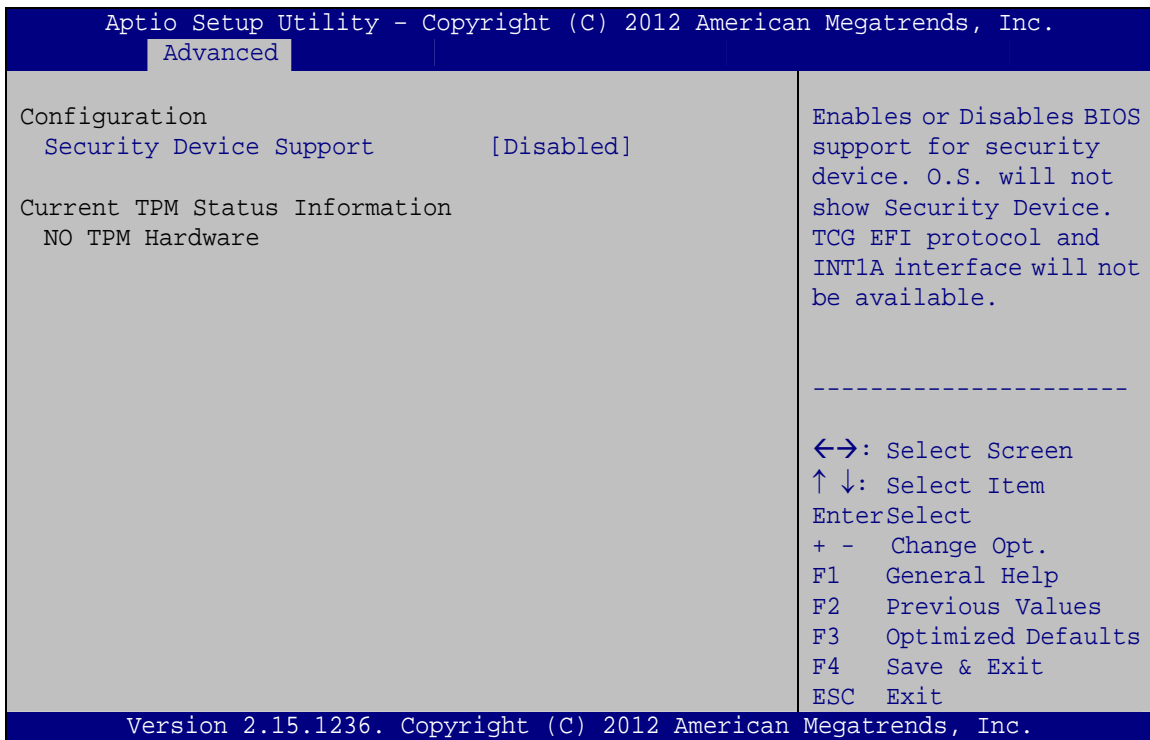 Aptio Setup Utility – Copyright (C) 2012 American Megatrends, Inc.
Advanced
Configuration
Security Device Support [Disabled]
Current TPM Status Information
NO TPM Hardware
Enables or Disables BIOS
support for security
device. O.S. will not
show Security Device.
TCG EFI protocol and
INT1A interface will not
be available.
----------------------
←→: Select Screen
↑ ↓: Select Item
EnterSelect
+ - Change Opt.
F1 General Help
F2 Previous Values
F3 Optimized Defaults
F4 Save & Exit
ESC Exit
Version 2.15.1236. Copyright (C) 2012 American Megatrends, Inc.